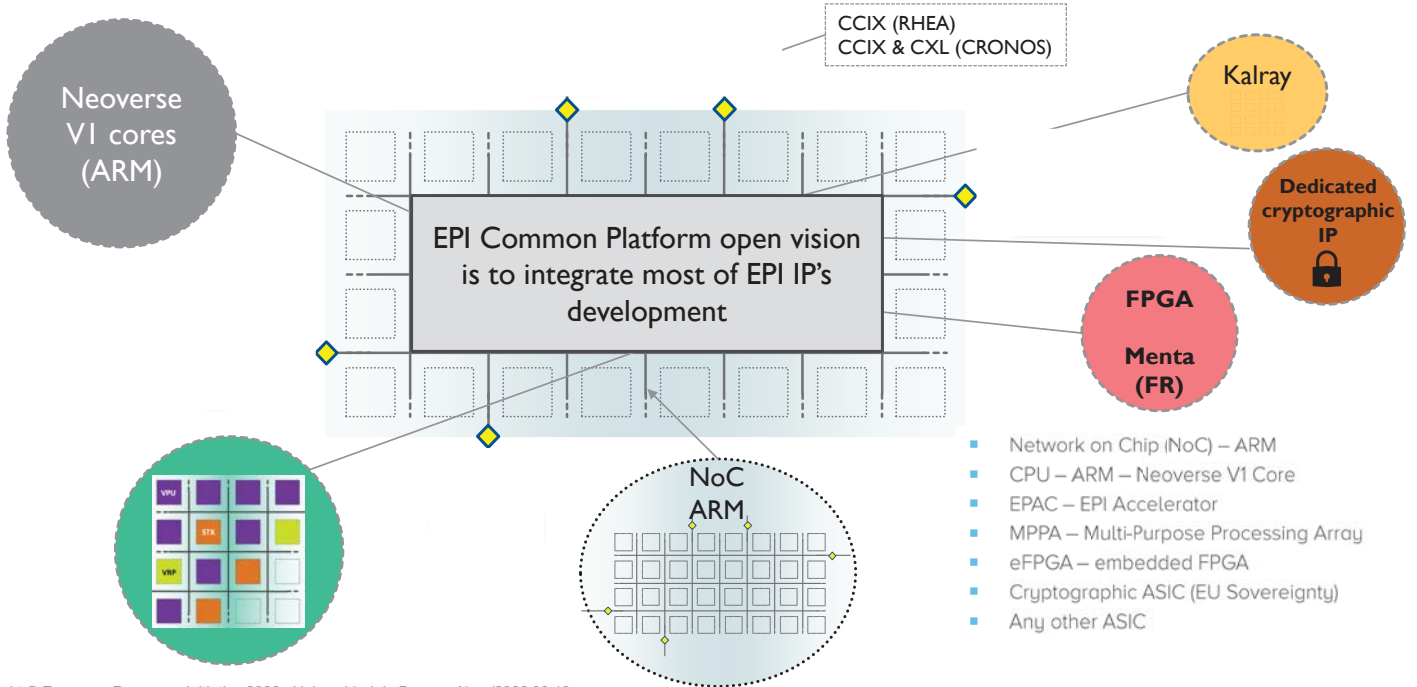 CCIX (RHEA)
CCIX & CXL (CRONOS)
Neoverse
V1 cores
(ARM)
Kalray
Dedicated
cryptographic
IP
EPI Common Platform open vision
is to integrate most of EPI IP's
development
FPGA
Menta
(FR)
VPU
STX
VRP
NoC
ARM
▪ Network on Chip (NoC) – ARM
▪ CPU – ARM – Neoverse V1 Core
▪ EPAC – EPI Accelerator
▪ MPPA – Multi-Purpose Processing Array
▪ eFPGA – embedded FPGA
▪ Cryptographic ASIC (EU Sovereignty)
▪ Any other ASIC